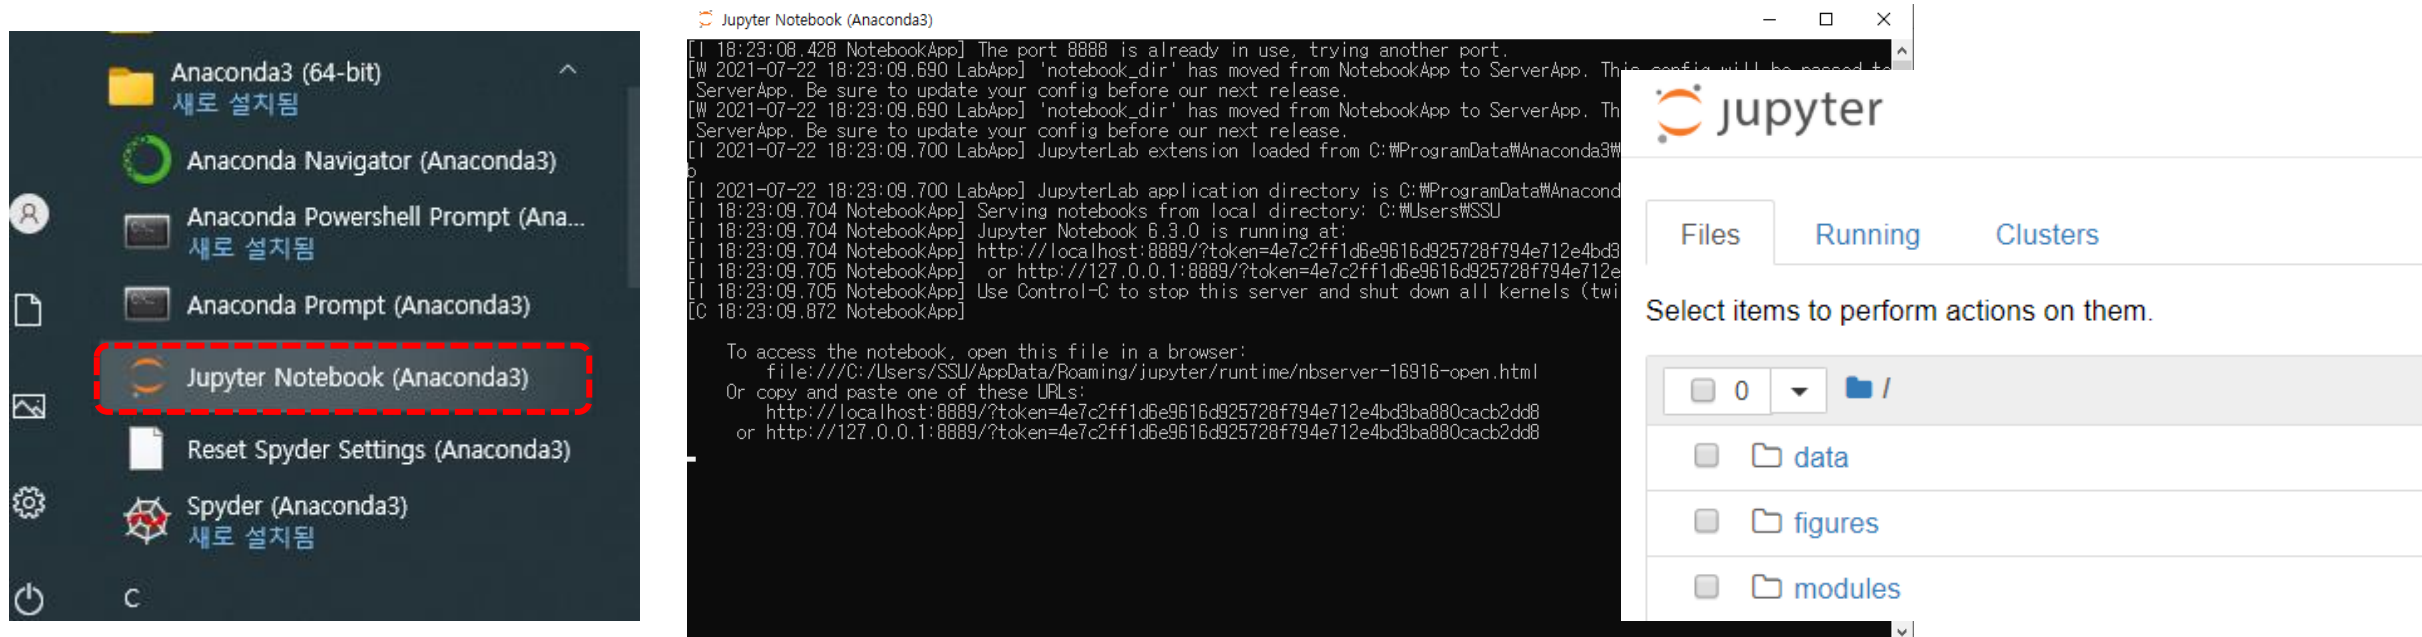 Anaconda3 (64-bit)
새로 설치됨
Anaconda Navigator (Anaconda3)
Anaconda Powershell Prompt (Ana...
새로 설치됨
Anaconda Prompt (Anaconda3)
Jupyter Notebook (Anaconda3)
Reset Spyder Settings (Anaconda3)
Spyder (Anaconda3)
새로 설치됨
C
Jupyter Notebook (Anaconda3)
[I 18:23:08.428 NotebookApp] The port 8888 is already in use, trying another port.
[W 2021-07-22 18:23:09.690 LabApp] 'notebook_dir' has moved from NotebookApp to ServerApp. This config will be passed to
ServerApp. Be sure to update your config before our next release.
[W 2021-07-22 18:23:09.690 LabApp] 'notebook_dir' has moved from NotebookApp to ServerApp. Th
ServerApp. Be sure to update your config before our next release.
[I 2021-07-22 18:23:09.700 LabApp] JupyterLab extension loaded from C:₩ProgramData₩Anaconda3₩
b
[I 2021-07-22 18:23:09.700 LabApp] JupyterLab application directory is C:₩ProgramData₩Anacond
[I 18:23:09.704 NotebookApp] Serving notebooks from local directory: C:₩Users₩SSU
[I 18:23:09.704 NotebookApp] Jupyter Notebook 6.3.0 is running at:
[I 18:23:09.704 NotebookApp] http://localhost:8889/?token=4e7c2ff1d6e9616d925728f794e712e4bd3
[I 18:23:09.705 NotebookApp]  or http://127.0.0.1:8889/?token=4e7c2ff1d6e9616d925728f794e712e
[I 18:23:09.705 NotebookApp] Use Control-C to stop this server and shut down all kernels (twi
[C 18:23:09.872 NotebookApp]
To access the notebook, open this file in a browser:
file:///C:/Users/SSU/AppData/Roaming/jupyter/runtime/nbserver-16916-open.html
Or copy and paste one of these URLs:
http://localhost:8889/?token=4e7c2ff1d6e9616d925728f794e712e4bd3ba880cacb2dd8
or http://127.0.0.1:8889/?token=4e7c2ff1d6e9616d925728f794e712e4bd3ba880cacb2dd8
jupyter
Files
Running
Clusters
Select items to perform actions on them.
0
/
data
figures
modules